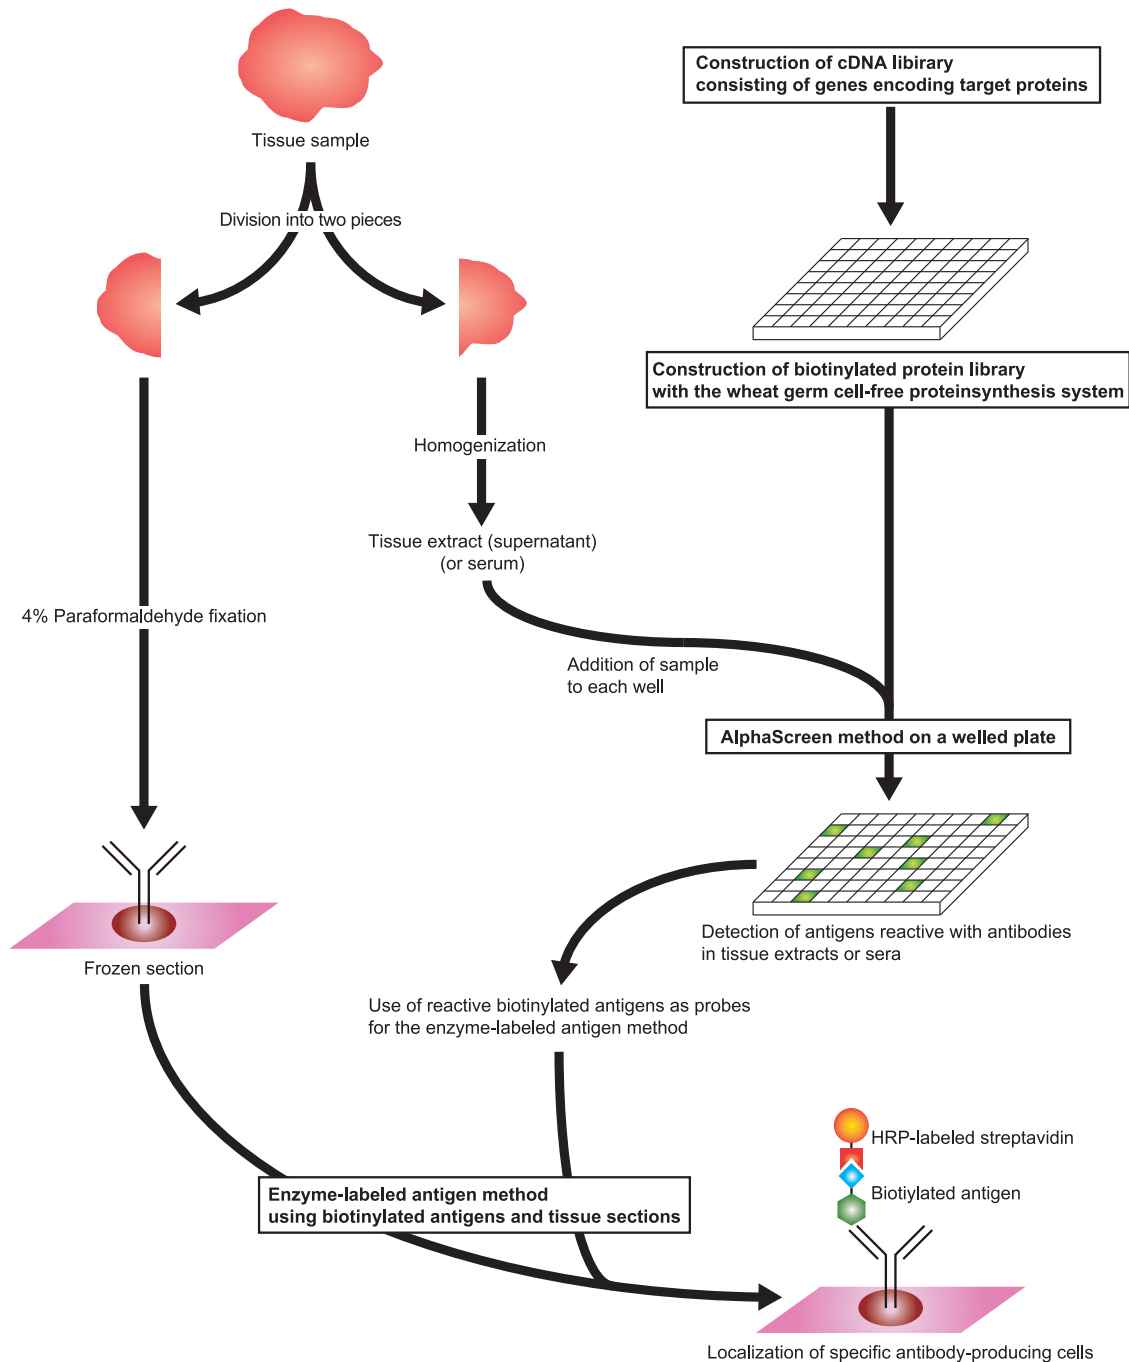 Tissue sample
Construction of cDNA libirary
consisting of genes encoding target proteins
Division into two pieces
Construction of biotinylated protein library
with the wheat germ cell-free proteinsynthesis system
Homogenization
Tissue extract (supernatant)
(or serum)
4% Paraformaldehyde fixation
Addition of sample
to each well
AlphaScreen method on a welled plate
Detection of antigens reactive with antibodies
in tissue extracts or sera
Frozen section
Use of reactive biotinylated antigens as probes
for the enzyme-labeled antigen method
HRP-labeled streptavidin
Biotiylated antigen
Enzyme-labeled antigen method
using biotinylated antigens and tissue sections
Localization of specific antibody-producing cells